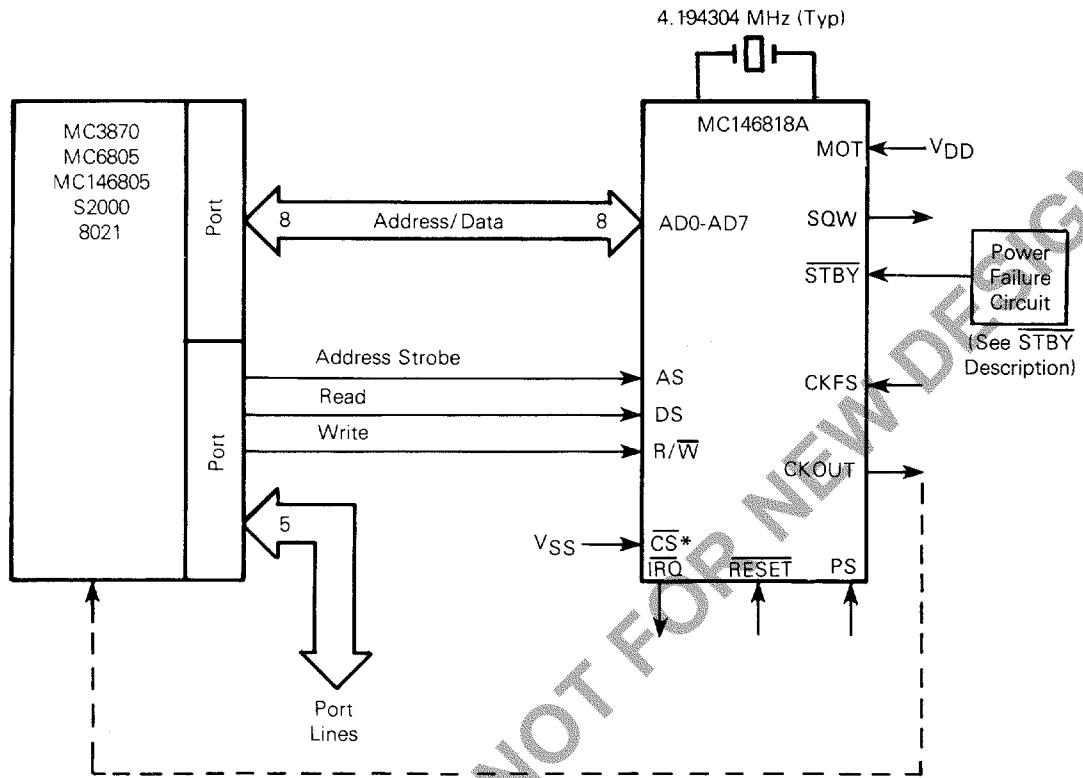 4.194304 MHz (Typ)
MC3870
MC6805
MC146805
S2000
8021
Port
Port
8 Address/Data 8
Address Strobe
Read
Write
5
Port
Lines
MC146818A
MOT
VDD
AD0-AD7
SQW
STBY
Power
Failure
Circuit
(See STBY
Description)
AS
CKFS
DS
R/W
CKOUT
VSS
CS*
IRQ
RESET
PS
NOT FOR NEW DESIGN